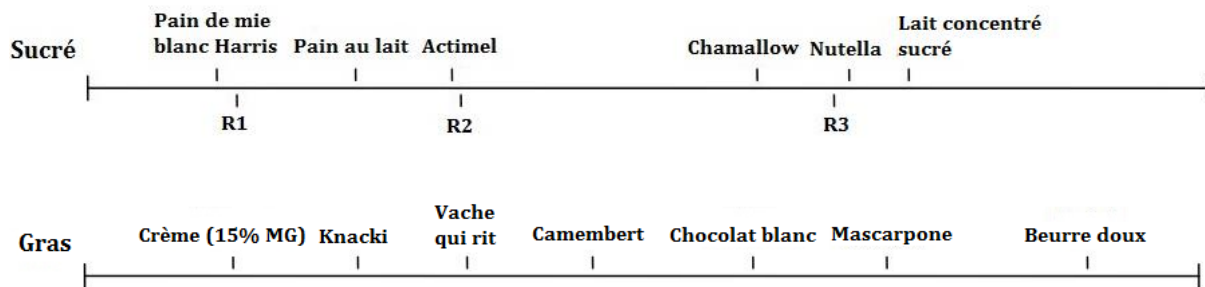 Sucré
Pain de mie
blanc Harris
Pain au lait
Actimel
Chamallow
Nutella
Lait concentré
sucré
R1
R2
R3
Gras
Crème (15% MG)
Knacki
Vache
qui rit
Camembert
Chocolat blanc
Mascarpone
Beurre doux